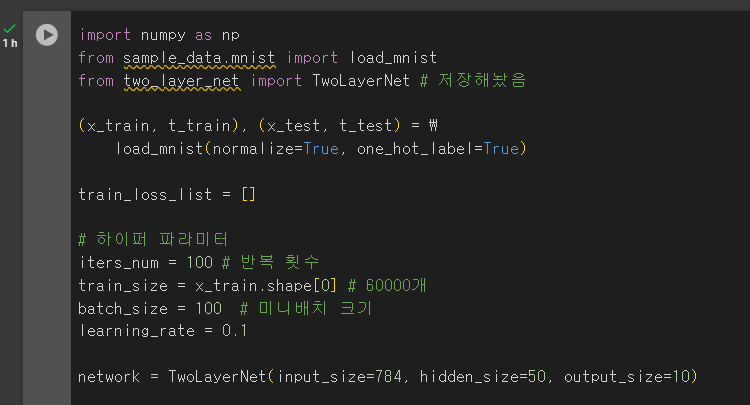 1h
import numpy as np
from sample_data.mnist import load_mnist
from two_layer_net import TwoLayerNet # 저장해놨음
(x_train, t_train), (x_test, t_test) = ₩
load_mnist(normalize=True, one_hot_label=True)
train_loss_list = []
# 하이퍼 파라미터
iters_num = 100 # 반복 횟수
train_size = x_train.shape[0] # 60000개
batch_size = 100 # 미니배치 크기
learning_rate = 0.1
network = TwoLayerNet(input_size=784, hidden_size=50, output_size=10)